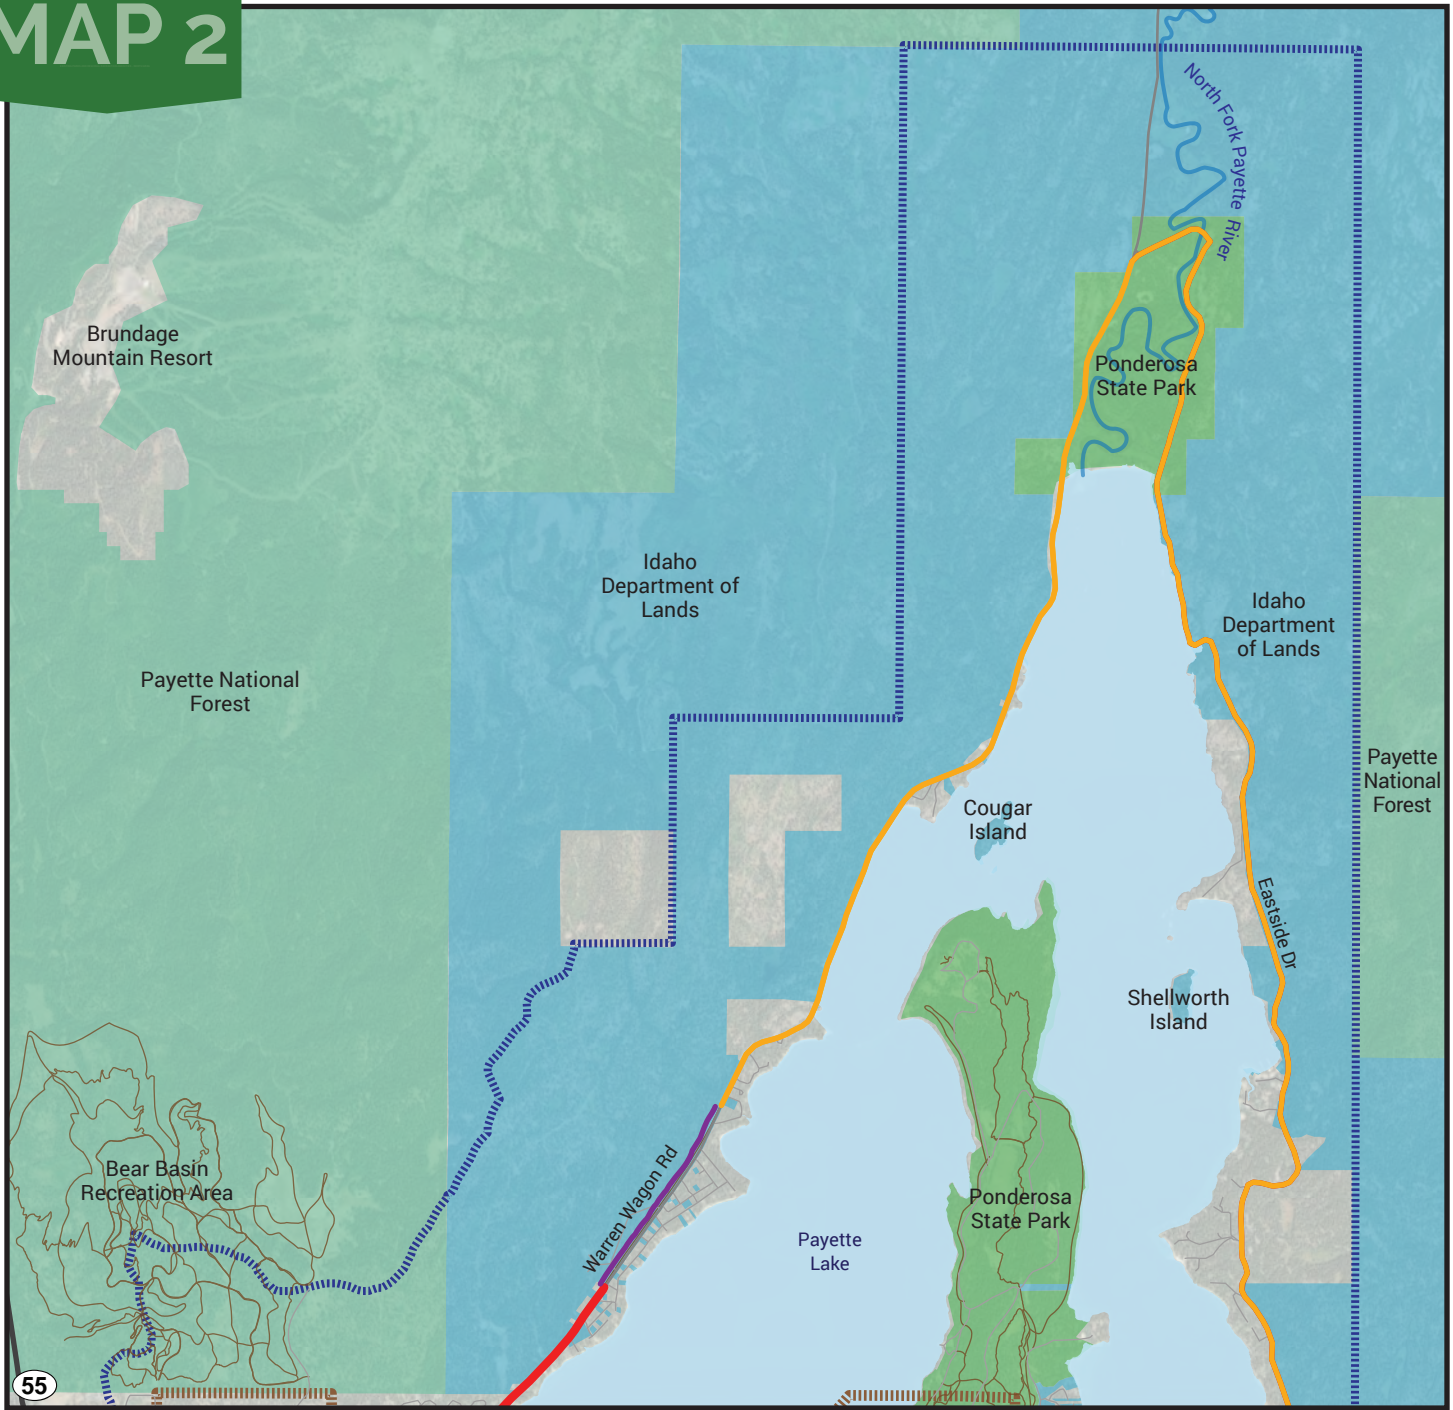 MAP 2
North Fork Payette River
Brundage
Mountain Resort
Ponderosa
State Park
Idaho
Department of
Lands
Idaho
Department
of Lands
Payette National
Forest
Payette
National
Forest
Cougar
Island
Eastside Dr
Shellworth
Island
Bear Basin
Recreation Area
Warren Wagon Rd
Ponderosa
State Park
Payette
Lake
55